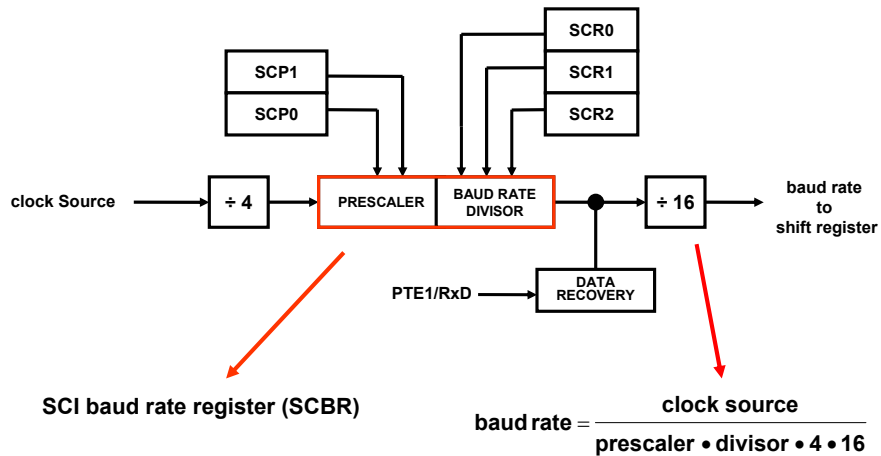 SCR0
SCP1
SCR1
SCP0
SCR2
clock Source
÷ 4
PRESCALER
BAUD RATE
DIVISOR
÷ 16
baud rate
to
shift register
PTE1/RxD
DATA
RECOVERY
SCI baud rate register (SCBR)
baud rate =
clock source
prescaler • divisor • 4 • 16